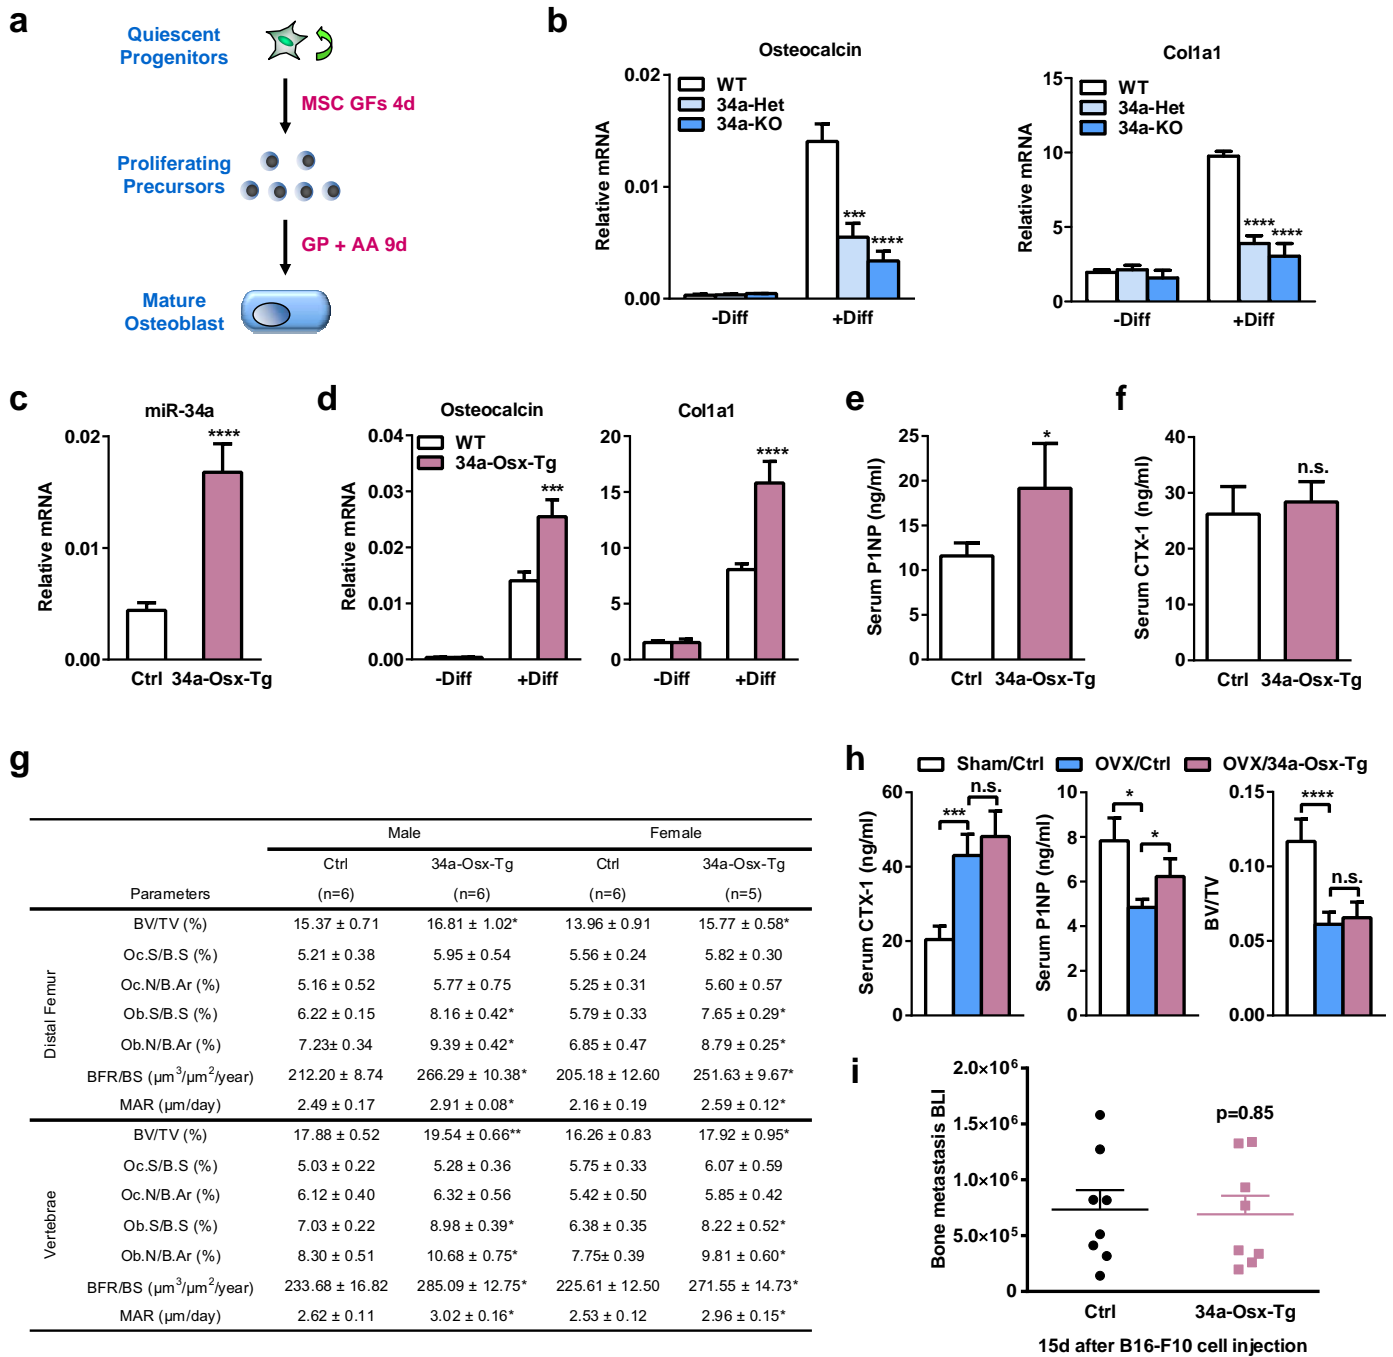 a
Quiescent
Progenitors
MSC GFs 4d
Proliferating
Precursors
GP + AA 9d
Mature
Osteoblast
b
Osteocalcin
WT
34a-Het
34a-KO
Relative mRNA
0.02
0.01
0.00
***
****
-Diff
+Diff
Col1a1
WT
34a-Het
34a-KO
Relative mRNA
15
10
5
0
****
****
-Diff
+Diff
c
miR-34a
Relative mRNA
0.02
0.01
0.00
****
Ctrl 34a-Osx-Tg
d
Osteocalcin
WT
34a-Osx-Tg
Relative mRNA
0.04
0.03
0.02
0.01
0.00
***
-Diff
+Diff
Col1a1
20
15
10
5
0
****
-Diff
+Diff
e
Serum P1NP (ng/ml)
25
20
15
10
5
0
*
Ctrl 34a-Osx-Tg
f
Serum CTX-1 (ng/ml)
40
30
20
10
0
n.s.
Ctrl 34a-Osx-Tg
g
Male Female
Ctrl 34a-Osx-Tg Ctrl 34a-Osx-Tg
Parameters (n=6) (n=6) (n=6) (n=5)
Distal Femur
BV/TV (%) 15.37 ± 0.71 16.81 ± 1.02* 13.96 ± 0.91 15.77 ± 0.58*
Oc.S/B.S (%) 5.21 ± 0.38 5.95 ± 0.54 5.56 ± 0.24 5.82 ± 0.30
Oc.N/B.Ar (%) 5.16 ± 0.52 5.77 ± 0.75 5.25 ± 0.31 5.60 ± 0.57
Ob.S/B.S (%) 6.22 ± 0.15 8.16 ± 0.42* 5.79 ± 0.33 7.65 ± 0.29*
Ob.N/B.Ar (%) 7.23± 0.34 9.39 ± 0.42* 6.85 ± 0.47 8.79 ± 0.25*
BFR/BS (µm³/µm²/year) 212.20 ± 8.74 266.29 ± 10.38* 205.18 ± 12.60 251.63 ± 9.67*
MAR (µm/day) 2.49 ± 0.17 2.91 ± 0.08* 2.16 ± 0.19 2.59 ± 0.12*
Vertebrae
BV/TV (%) 17.88 ± 0.52 19.54 ± 0.66** 16.26 ± 0.83 17.92 ± 0.95*
Oc.S/B.S (%) 5.03 ± 0.22 5.28 ± 0.36 5.75 ± 0.33 6.07 ± 0.59
Oc.N/B.Ar (%) 6.12 ± 0.40 6.32 ± 0.56 5.42 ± 0.50 5.85 ± 0.42
Ob.S/B.S (%) 7.03 ± 0.22 8.98 ± 0.39* 6.38 ± 0.35 8.22 ± 0.52*
Ob.N/B.Ar (%) 8.30 ± 0.51 10.68 ± 0.75* 7.75± 0.39 9.81 ± 0.60*
BFR/BS (µm³/µm²/year) 233.68 ± 16.82 285.09 ± 12.75* 225.61 ± 12.50 271.55 ± 14.73*
MAR (µm/day) 2.62 ± 0.11 3.02 ± 0.16* 2.53 ± 0.12 2.96 ± 0.15*
h
Sham/Ctrl OVX/Ctrl OVX/34a-Osx-Tg
Serum CTX-1 (ng/ml)
60
40
20
0
***
n.s.
Serum P1NP (ng/ml)
10
8
6
4
2
0
*
*
BV/TV
0.15
0.10
0.05
0.00
****
n.s.
i
Bone metastasis BLI
2.0×10⁶
1.5×10⁶
1.0×10⁶
5.0×10⁵
0
p=0.85
Ctrl
34a-Osx-Tg
15d after B16-F10 cell injection